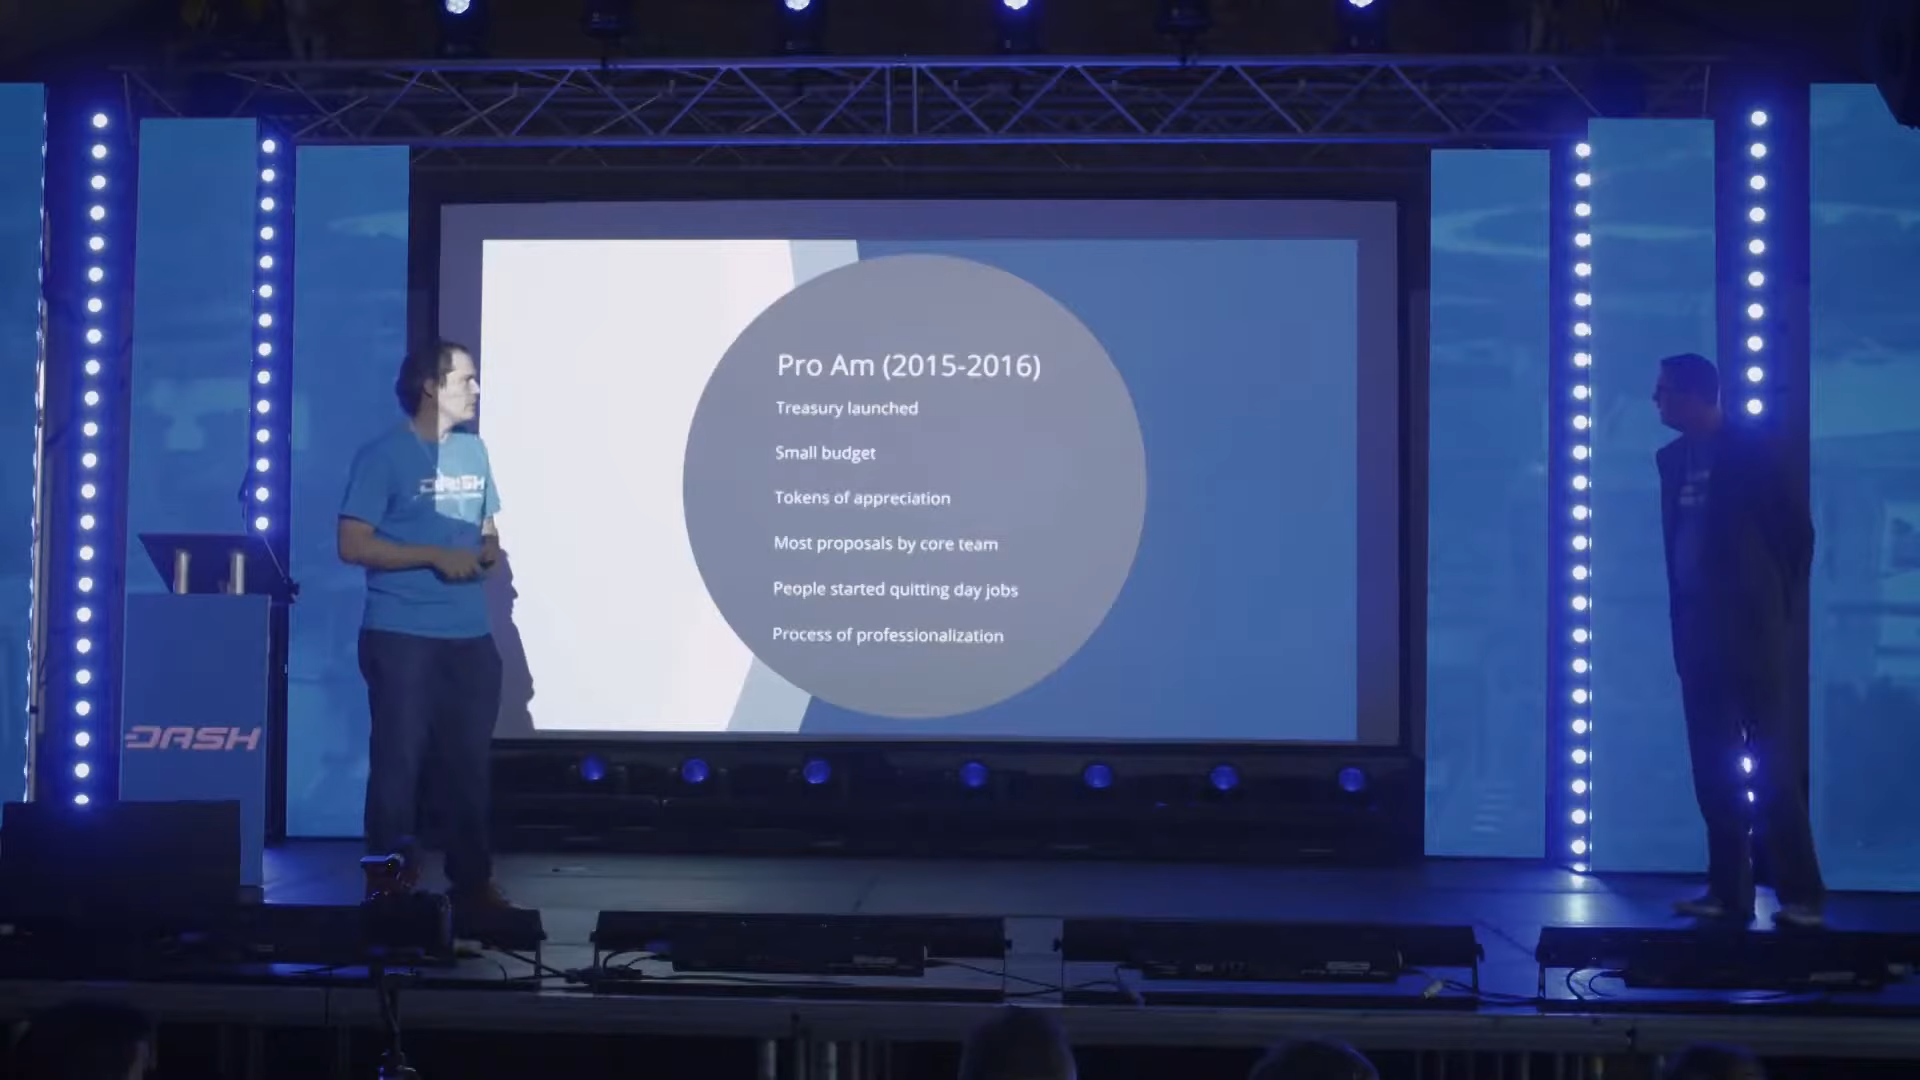 Pro Am (2015-2016)
Treasury launched
Small budget
Tokens of appreciation
Most proposals by core team
People started quitting day jobs
Process of professionalization
DASH
DASH